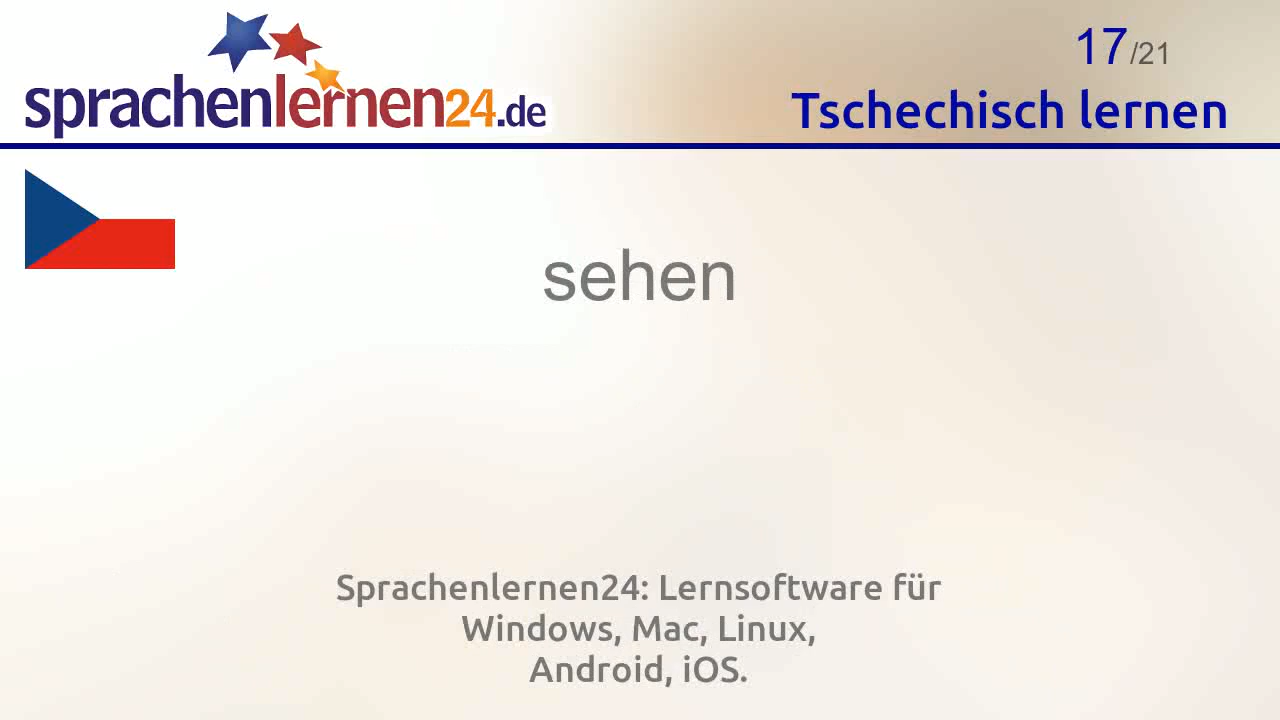 sprachenlernen24.de
17/21
Tschechisch lernen
sehen
Sprachenlernen24: Lernsoftware für
Windows, Mac, Linux,
Android, iOS.